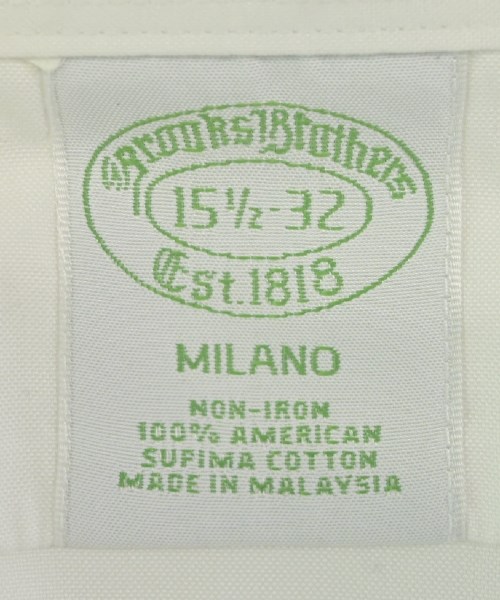 Brooks Brothers
15½-32
Est.1818
MILANO
NON-IRON
100% AMERICAN
SUPIMA COTTON
MADE IN MALAYSIA